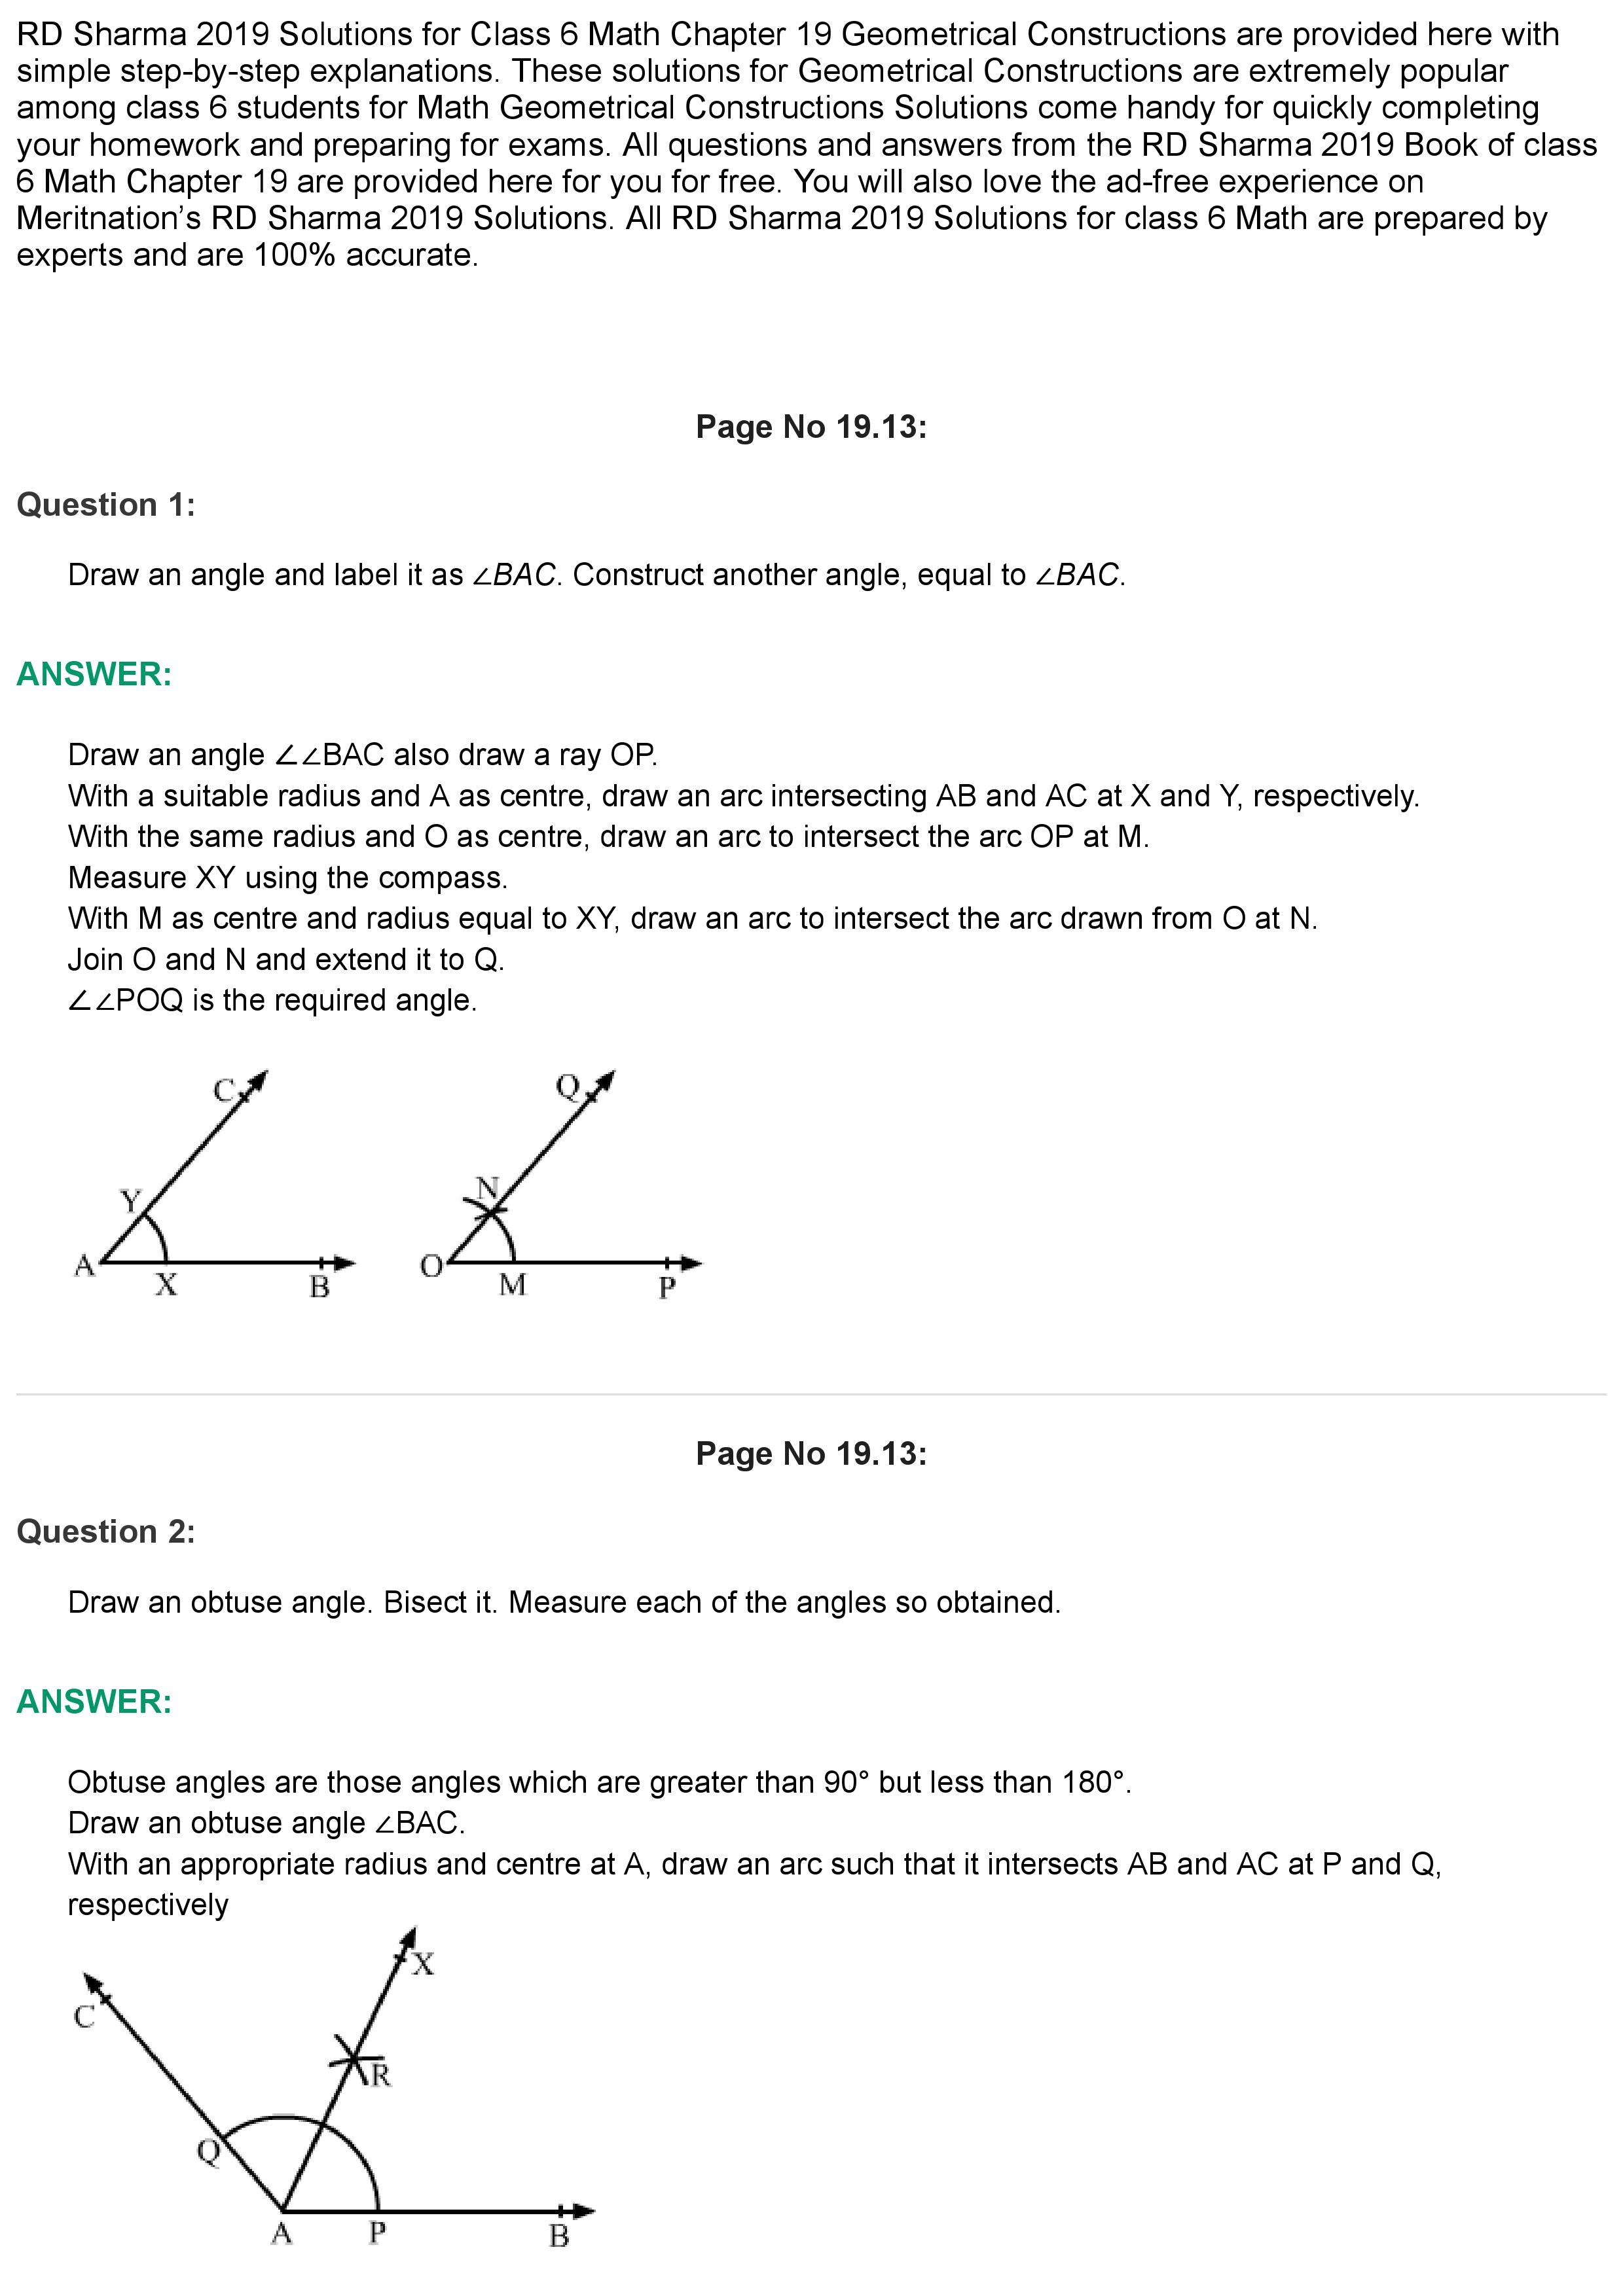 RD Sharma 2019 Solutions for Class 6 Math Chapter 19 Geometrical Constructions are provided here with
simple step-by-step explanations. These solutions for Geometrical Constructions are extremely popular
among class 6 students for Math Geometrical Constructions Solutions come handy for quickly completing
your homework and preparing for exams. All questions and answers from the RD Sharma 2019 Book of class
6 Math Chapter 19 are provided here for you for free. You will also love the ad-free experience on
Meritnation’s RD Sharma 2019 Solutions. All RD Sharma 2019 Solutions for class 6 Math are prepared by
experts and are 100% accurate.
Page No 19.13:
Question 1:
Draw an angle and label it as ∠BAC. Construct another angle, equal to ∠BAC.
ANSWER:
Draw an angle ∠∠BAC also draw a ray OP.
With a suitable radius and A as centre, draw an arc intersecting AB and AC at X and Y, respectively.
With the same radius and O as centre, draw an arc to intersect the arc OP at M.
Measure XY using the compass.
With M as centre and radius equal to XY, draw an arc to intersect the arc drawn from O at N.
Join O and N and extend it to Q.
∠∠POQ is the required angle.
C Q
Y N
A X B O M P
Page No 19.13:
Question 2:
Draw an obtuse angle. Bisect it. Measure each of the angles so obtained.
ANSWER:
Obtuse angles are those angles which are greater than 90° but less than 180°.
Draw an obtuse angle ∠BAC.
With an appropriate radius and centre at A, draw an arc such that it intersects AB and AC at P and Q,
respectively
X
C
R
Q
A P B